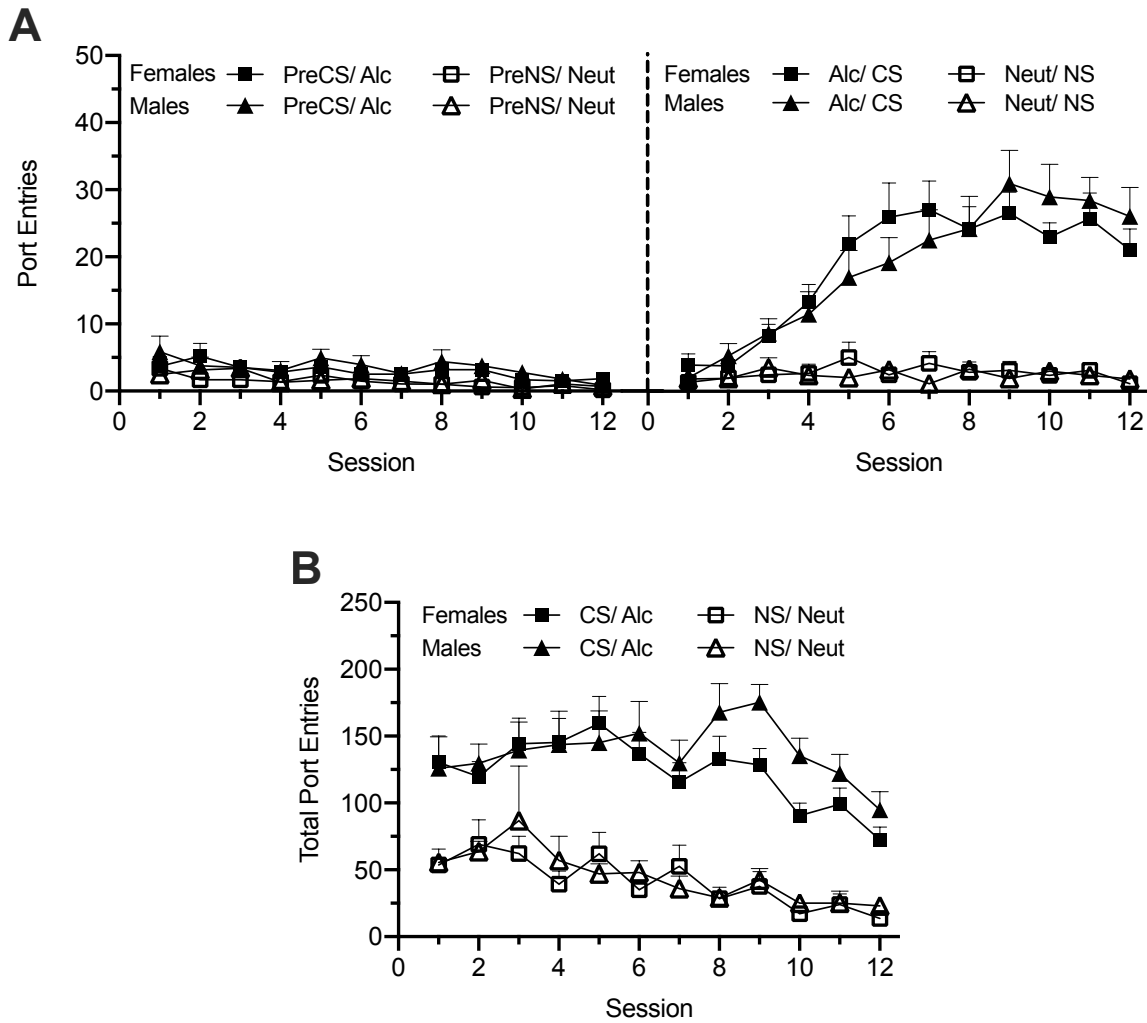 A
Females PreCS/ Alc PreNS/ Neut
Males PreCS/ Alc PreNS/ Neut
Females Alc/ CS Neut/ NS
Males Alc/ CS Neut/ NS
Port Entries
50
40
30
20
10
0
0 2 4 6 8 10 12
0 2 4 6 8 10 12
Session
Session
B
Females CS/ Alc NS/ Neut
Males CS/ Alc NS/ Neut
Total Port Entries
250
200
150
100
50
0
0 2 4 6 8 10 12
Session